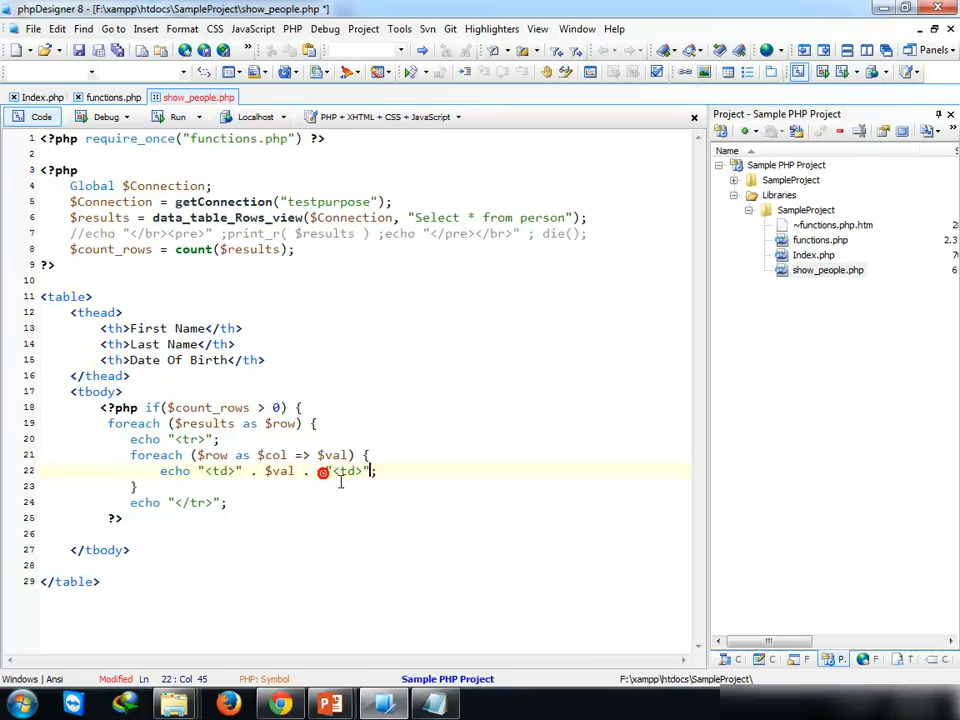 phpDesigner 8 - [F:\xampp\htdocs\SampleProject\show_people.php *]
File Edit Find Go to Insert Format CSS JavaScript PHP Debug Project Tools Svn Git Highlighters View Window Help
Panels
Index.php functions.php show_people.php
Code Debug Run Localhost PHP + XHTML + CSS + JavaScript
1 <?php require_once("functions.php") ?>
2
3 <?php
4 Global $Connection;
5 $Connection = getConnection("testpurpose");
6 $results = data_table_Rows_view($Connection, "Select * from person");
7 //echo "</br><pre>" ;print_r( $results ) ;echo "</pre></br>" ; die();
8 $count_rows = count($results);
9 ?>
10
11 <table>
12 <thead>
13 <th>First Name</th>
14 <th>Last Name</th>
15 <th>Date Of Birth</th>
16 </thead>
17 <tbody>
18 <?php if($count_rows > 0) {
19 foreach ($results as $row) {
20 echo "<tr>";
21 foreach ($row as $col => $val) {
22 echo "<td>" . $val . "<td>";
23 }
24 echo "</tr>";
25 ?>
26
27 </tbody>
28
29 </table>
Project - Sample PHP Project
Name S
Sample PHP Project
SampleProject
Libraries
SampleProject
~functions.php.htm 28
functions.php 2.3
Index.php 70
show_people.php 6
C C F P. F T C
Windows | Ansi Modified Ln 22 : Col 45 PHP: Symbol Sample PHP Project F:\xampp\htdocs\SampleProject\